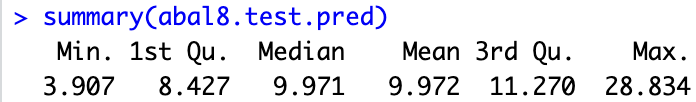 > summary(abal8.test.pred)
Min. 1st Qu. Median Mean 3rd Qu. Max.
3.907 8.427 9.971 9.972 11.270 28.834